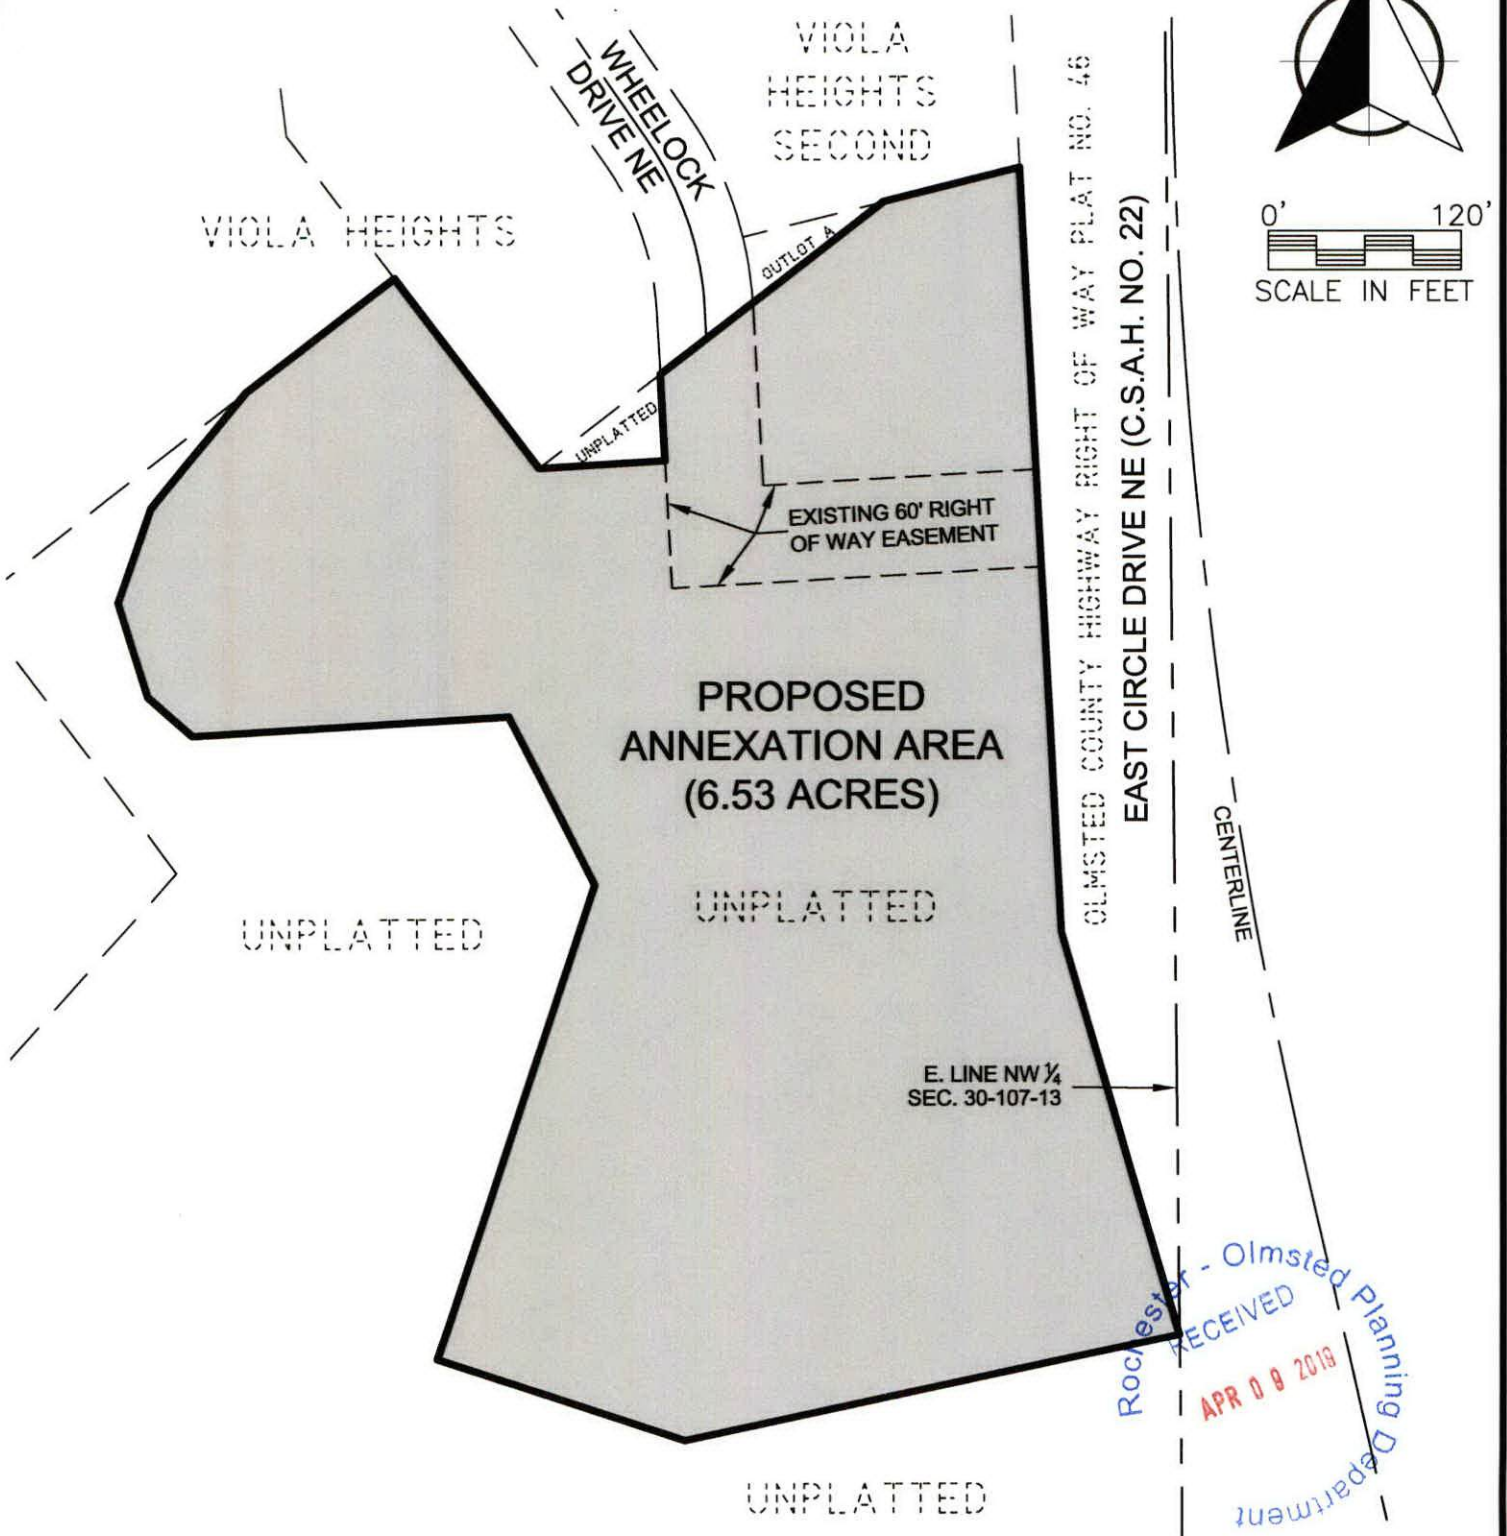 VIOLA
HEIGHTS
SECOND
WHEELOCK
DRIVE NE
VIOLA HEIGHTS
OUTLOT A
UNPLATTED
0' 120'
SCALE IN FEET
OLMSTED COUNTY HIGHWAY RIGHT OF WAY PLAT NO. 46
EAST CIRCLE DRIVE NE (C.S.A.H. NO. 22)
EXISTING 60' RIGHT
OF WAY EASEMENT
PROPOSED
ANNEXATION AREA
(6.53 ACRES)
UNPLATTED
UNPLATTED
CENTERLINE
E. LINE NW ¼
SEC. 30-107-13
Rochester - Olmsted Planning Department
RECEIVED
APR 09 2019
UNPLATTED